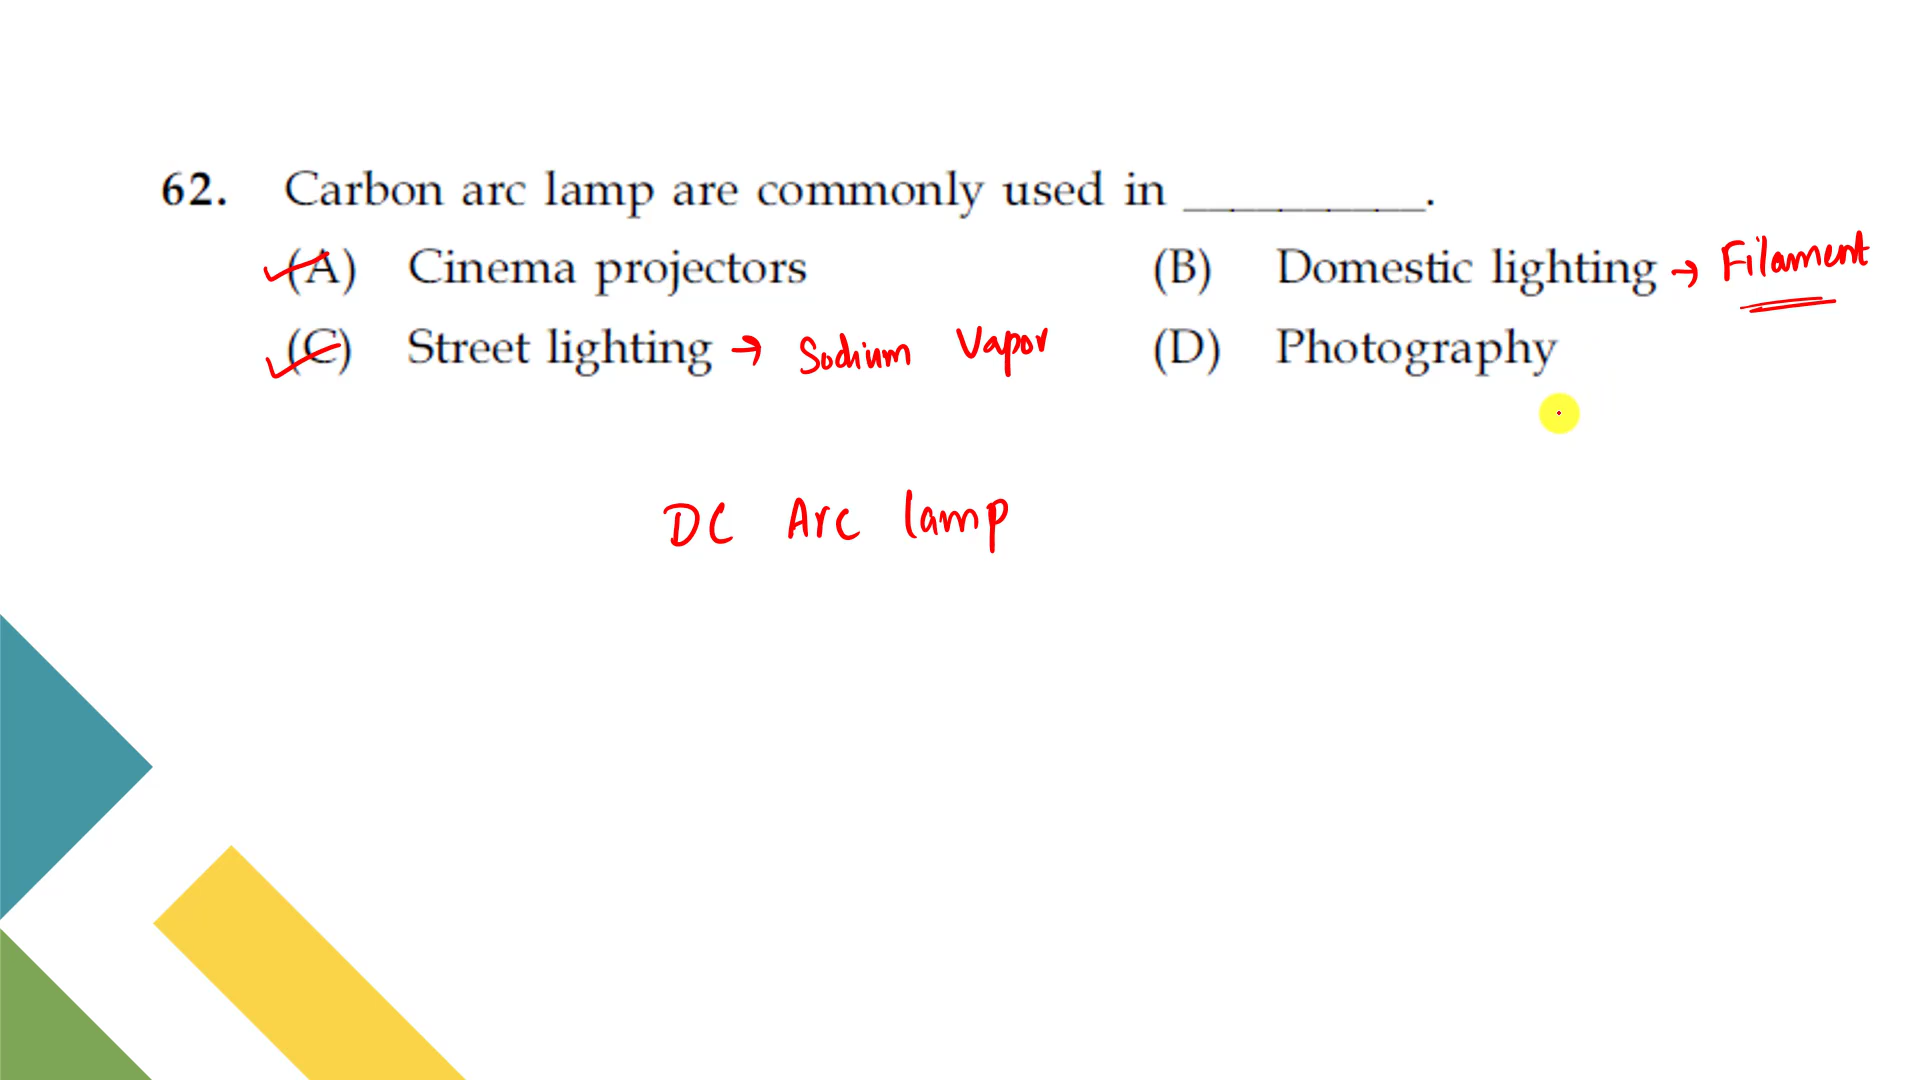 62. Carbon arc lamp are commonly used in __________.
(A) Cinema projectors (B) Domestic lighting → Filament
(C) Street lighting → Sodium Vapor (D) Photography
DC Arc lamp